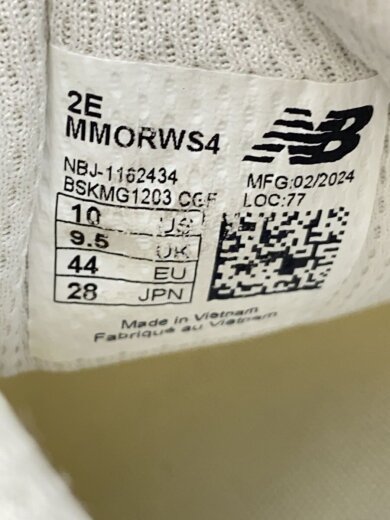 2E
MMORWS4
NB
NBJ-1162434
BSKMG1203 CGF
MFG:02/2024
LOC:77
10 US
9.5 UK
44 EU
28 JPN
Made in Vietnam
Fabriqué au Vietnam